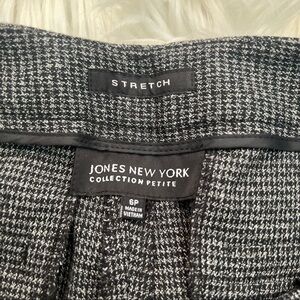 STRETCH
JONES NEW YORK
COLLECTION PETITE
6P
MADE IN
VIETNAM